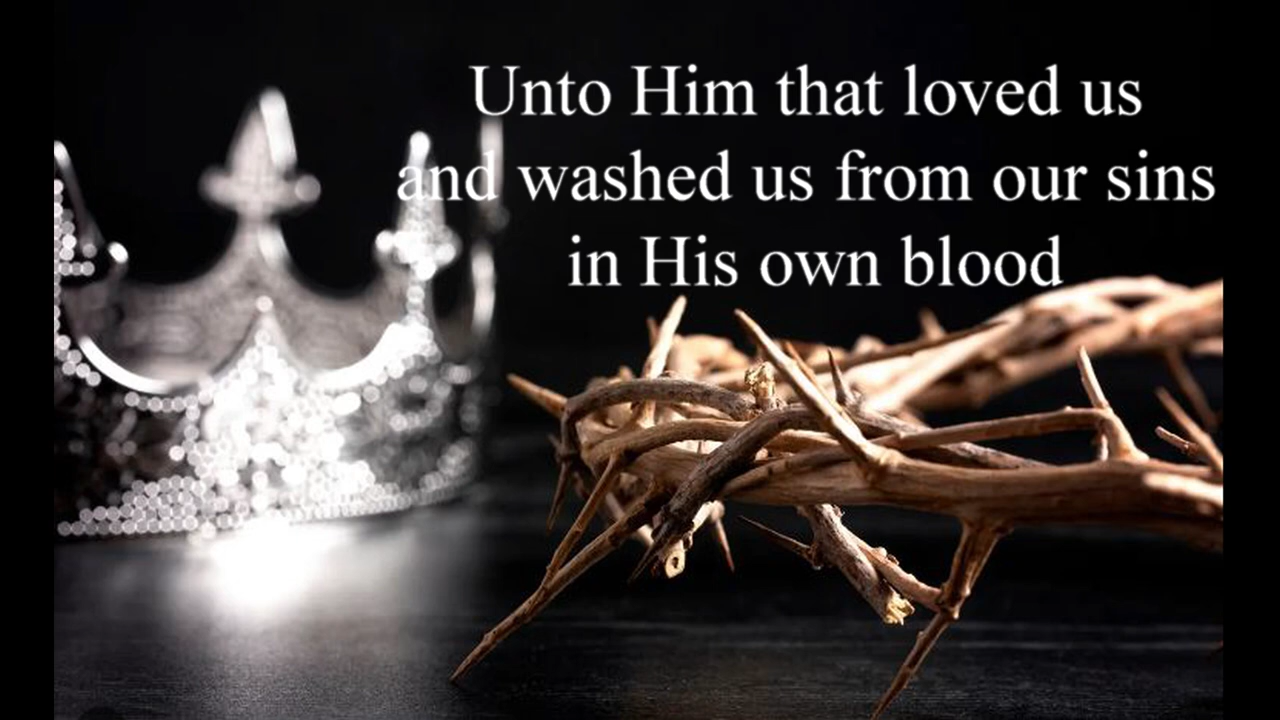 Unto Him that loved us
and washed us from our sins
in His own blood